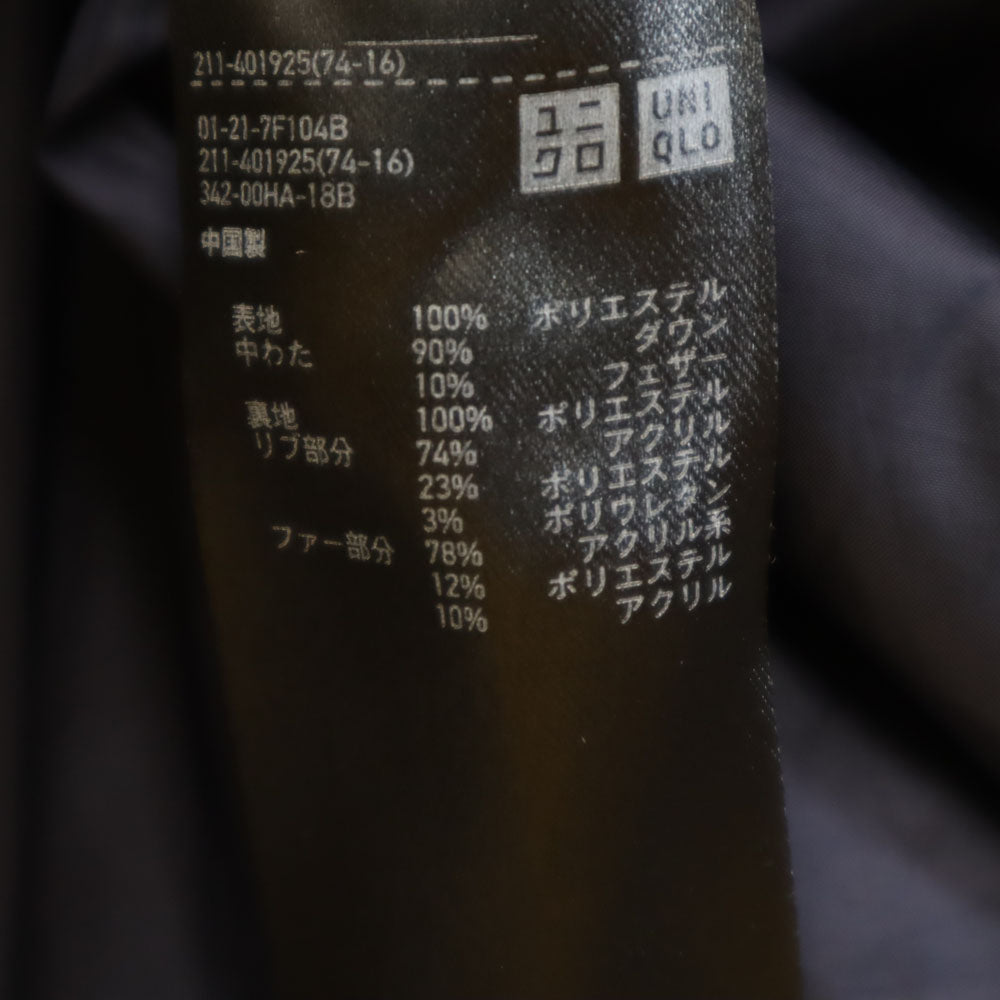 211-401925(74-16)
01-21-7F104B
211-401925(74-16)
342-00HA-18B
ユニ
クロ
UNI
QLO
中国製
表地 100% ポリエステル
中わた 90% ダウン
10% フェザー
裏地 100% ポリエステル
リブ部分 74% アクリル
23% ポリエステル
3% ポリウレタン
ファー部分 78% アクリル系
12% ポリエステル
10% アクリル